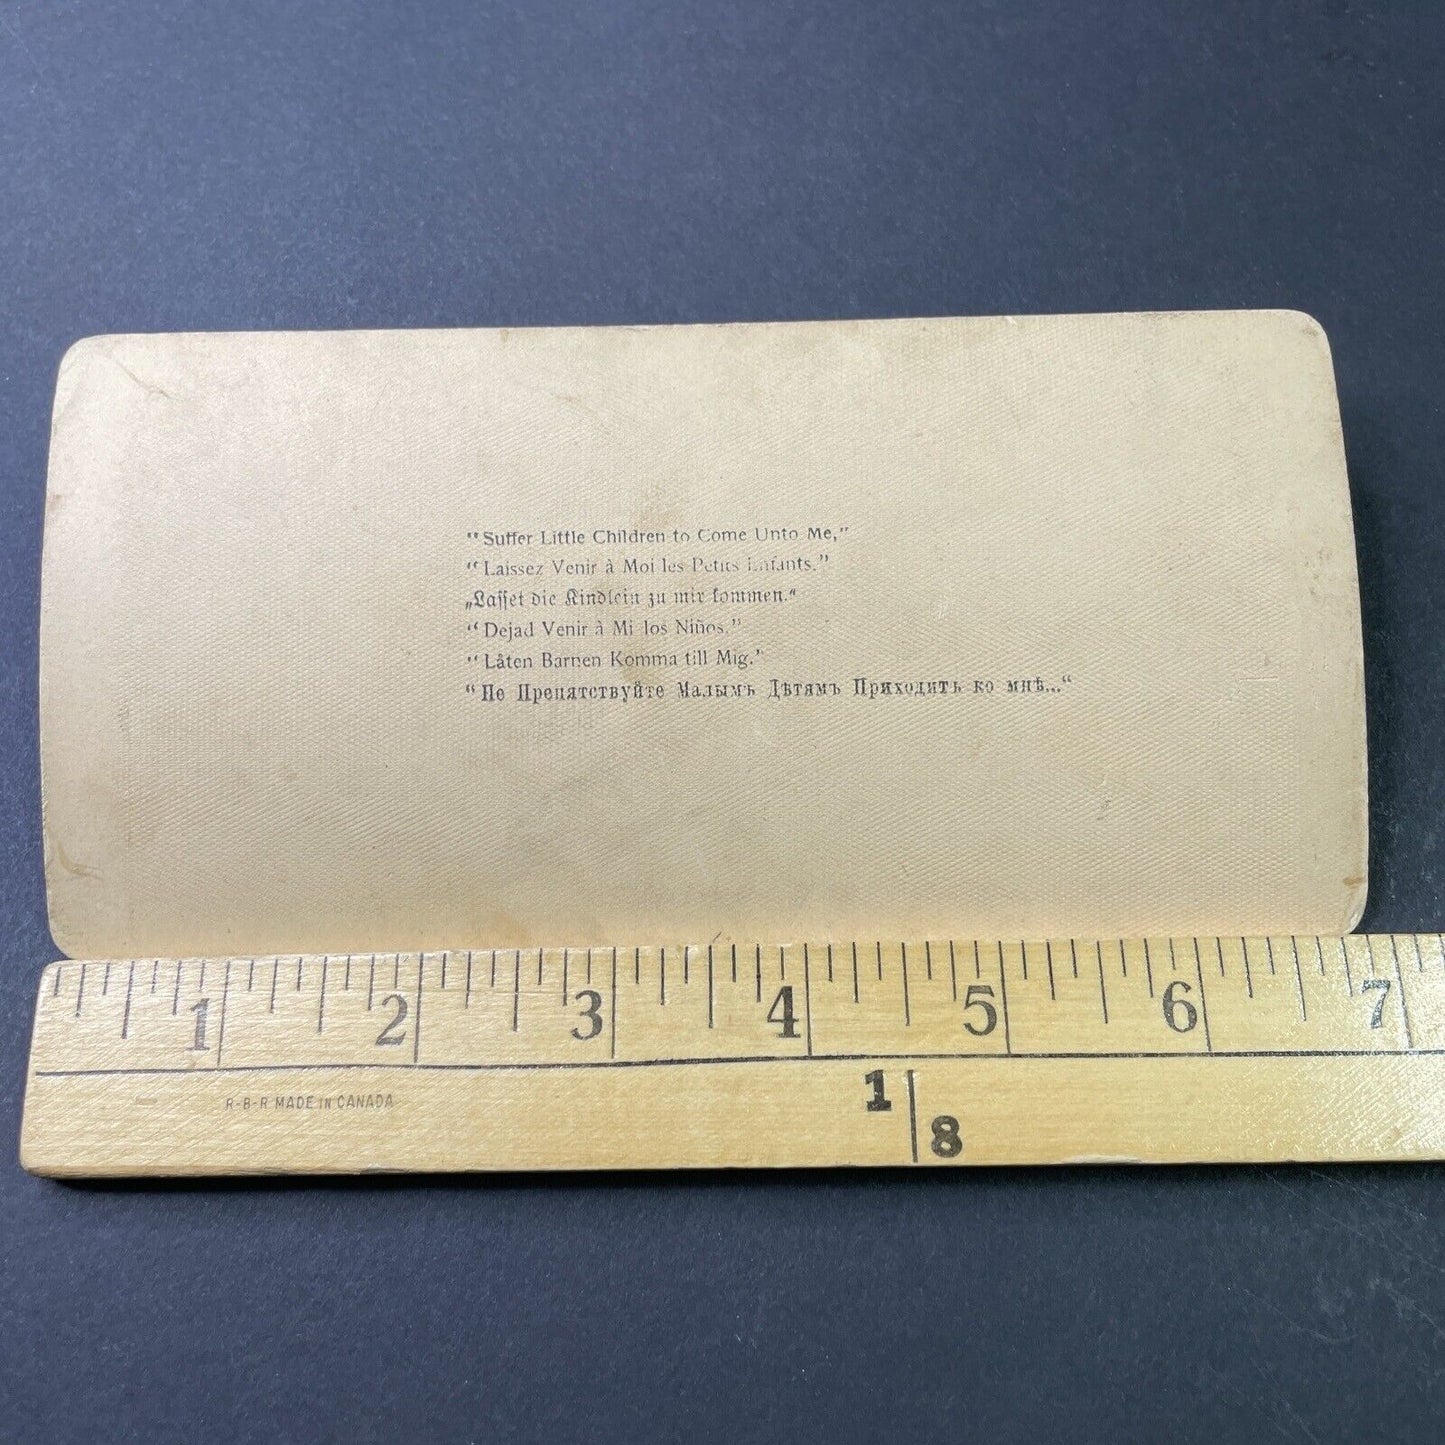 "Suffer Little Children to Come Unto Me,"
"Laissez Venir à Moi les Petits Enfants."
„Lasset die Kindlein zu mir kommen.“
"Dejad Venir à Mi los Niños."
"Låten Barnen Komma till Mig."
"Не Препятствуйте Малымъ Дѣтямъ Приходить ко мнѣ...“
1 2 3 4 5 6 7
R-B-R MADE IN CANADA
1 8